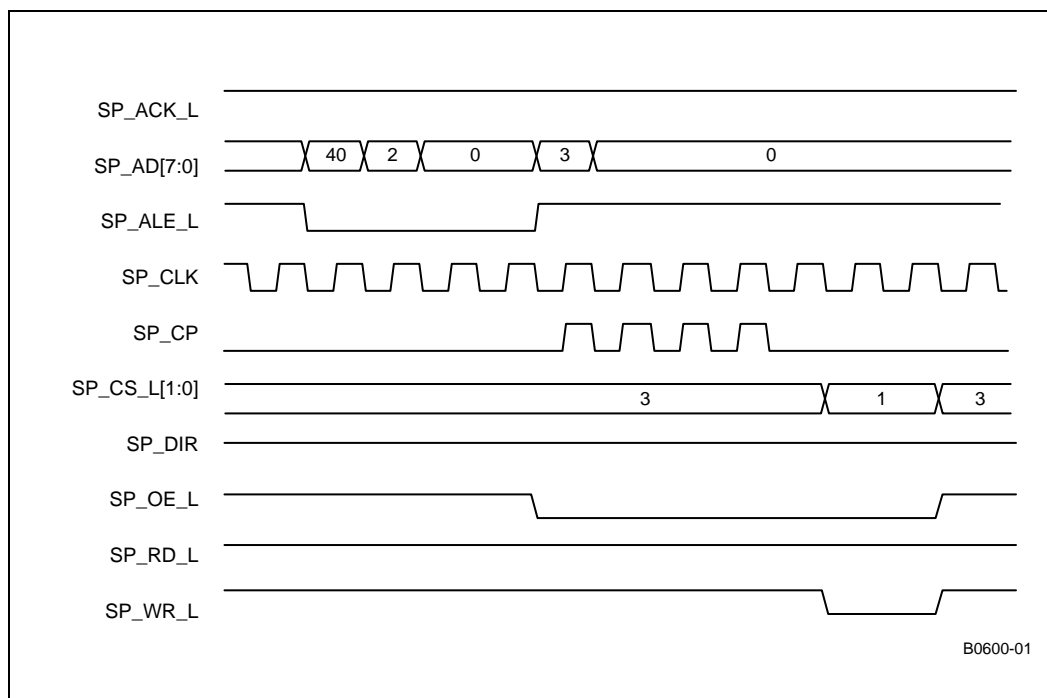 SP_ACK_L
SP_AD[7:0] 40 2 0 3 0
SP_ALE_L
SP_CLK
SP_CP
SP_CS_L[1:0] 3 1 3
SP_DIR
SP_OE_L
SP_RD_L
SP_WR_L
B0600-01